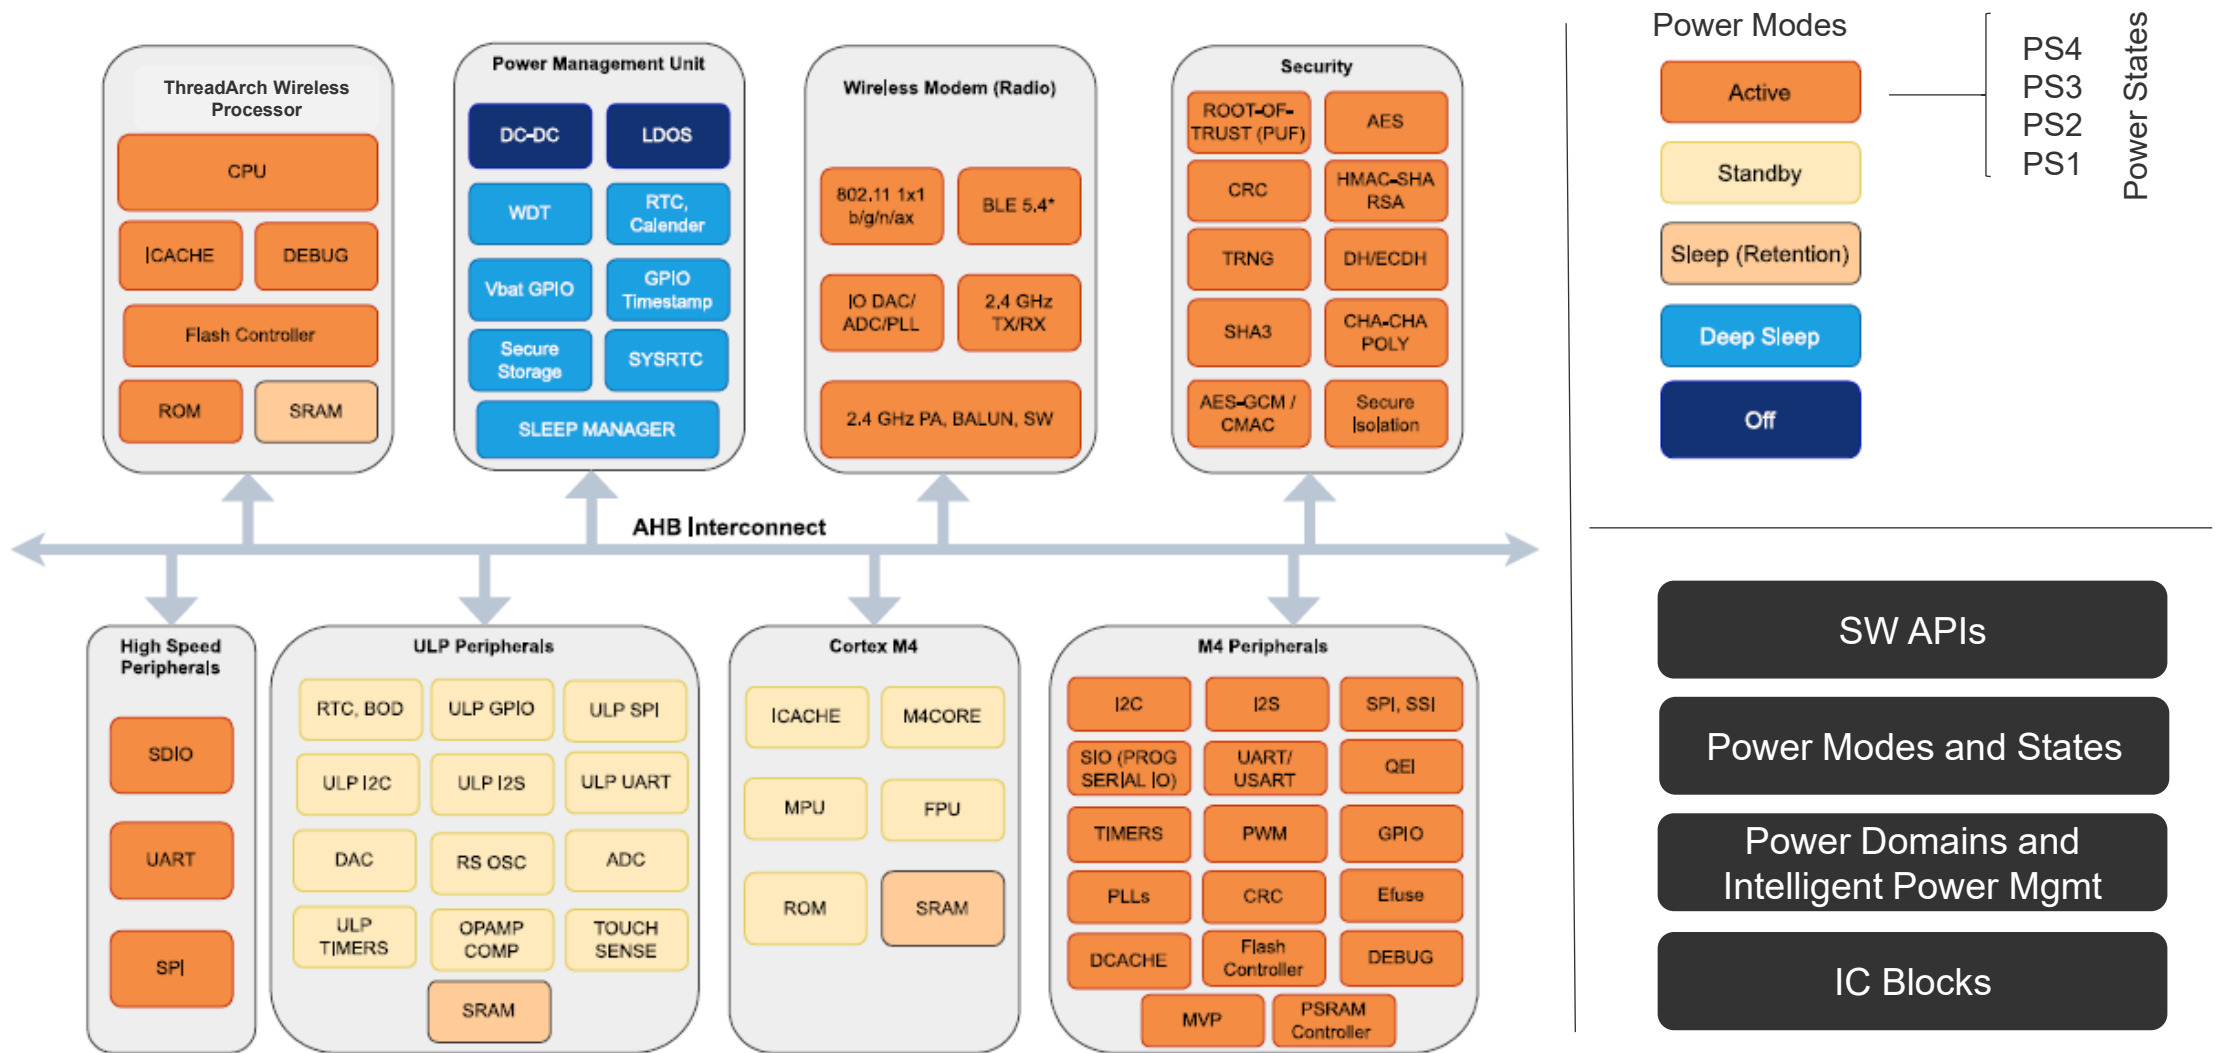 ThreadArch Wireless
Processor
CPU
ICACHE
DEBUG
Flash Controller
ROM
SRAM
Power Management Unit
DC-DC
LDOS
WDT
RTC,
Calender
Vbat GPIO
GPIO
Timestamp
Secure
Storage
SYSRTC
SLEEP MANAGER
Wireless Modem (Radio)
802.11 1x1
b/g/n/ax
BLE 5.4*
IO DAC/
ADC/PLL
2.4 GHz
TX/RX
2.4 GHz PA, BALUN, SW
Security
ROOT-OF-
TRUST (PUF)
AES
CRC
HMAC-SHA
RSA
TRNG
DH/ECDH
SHA3
CHA-CHA
POLY
AES-GCM /
CMAC
Secure
Isolation
AHB Interconnect
High Speed
Peripherals
SDIO
UART
SPI
ULP Peripherals
RTC, BOD
ULP GPIO
ULP SPI
ULP I2C
ULP I2S
ULP UART
DAC
RS OSC
ADC
ULP
TIMERS
OPAMP
COMP
TOUCH
SENSE
SRAM
Cortex M4
ICACHE
M4CORE
MPU
FPU
ROM
SRAM
M4 Peripherals
I2C
I2S
SPI, SSI
SIO (PROG
SERIAL IO)
UART/
USART
QEI
TIMERS
PWM
GPIO
PLLs
CRC
Efuse
DCACHE
Flash
Controller
DEBUG
MVP
PSRAM
Controller
Power Modes
Active
Standby
Sleep (Retention)
Deep Sleep
Off
PS4
PS3
PS2
PS1
Power States
SW APIs
Power Modes and States
Power Domains and
Intelligent Power Mgmt
IC Blocks